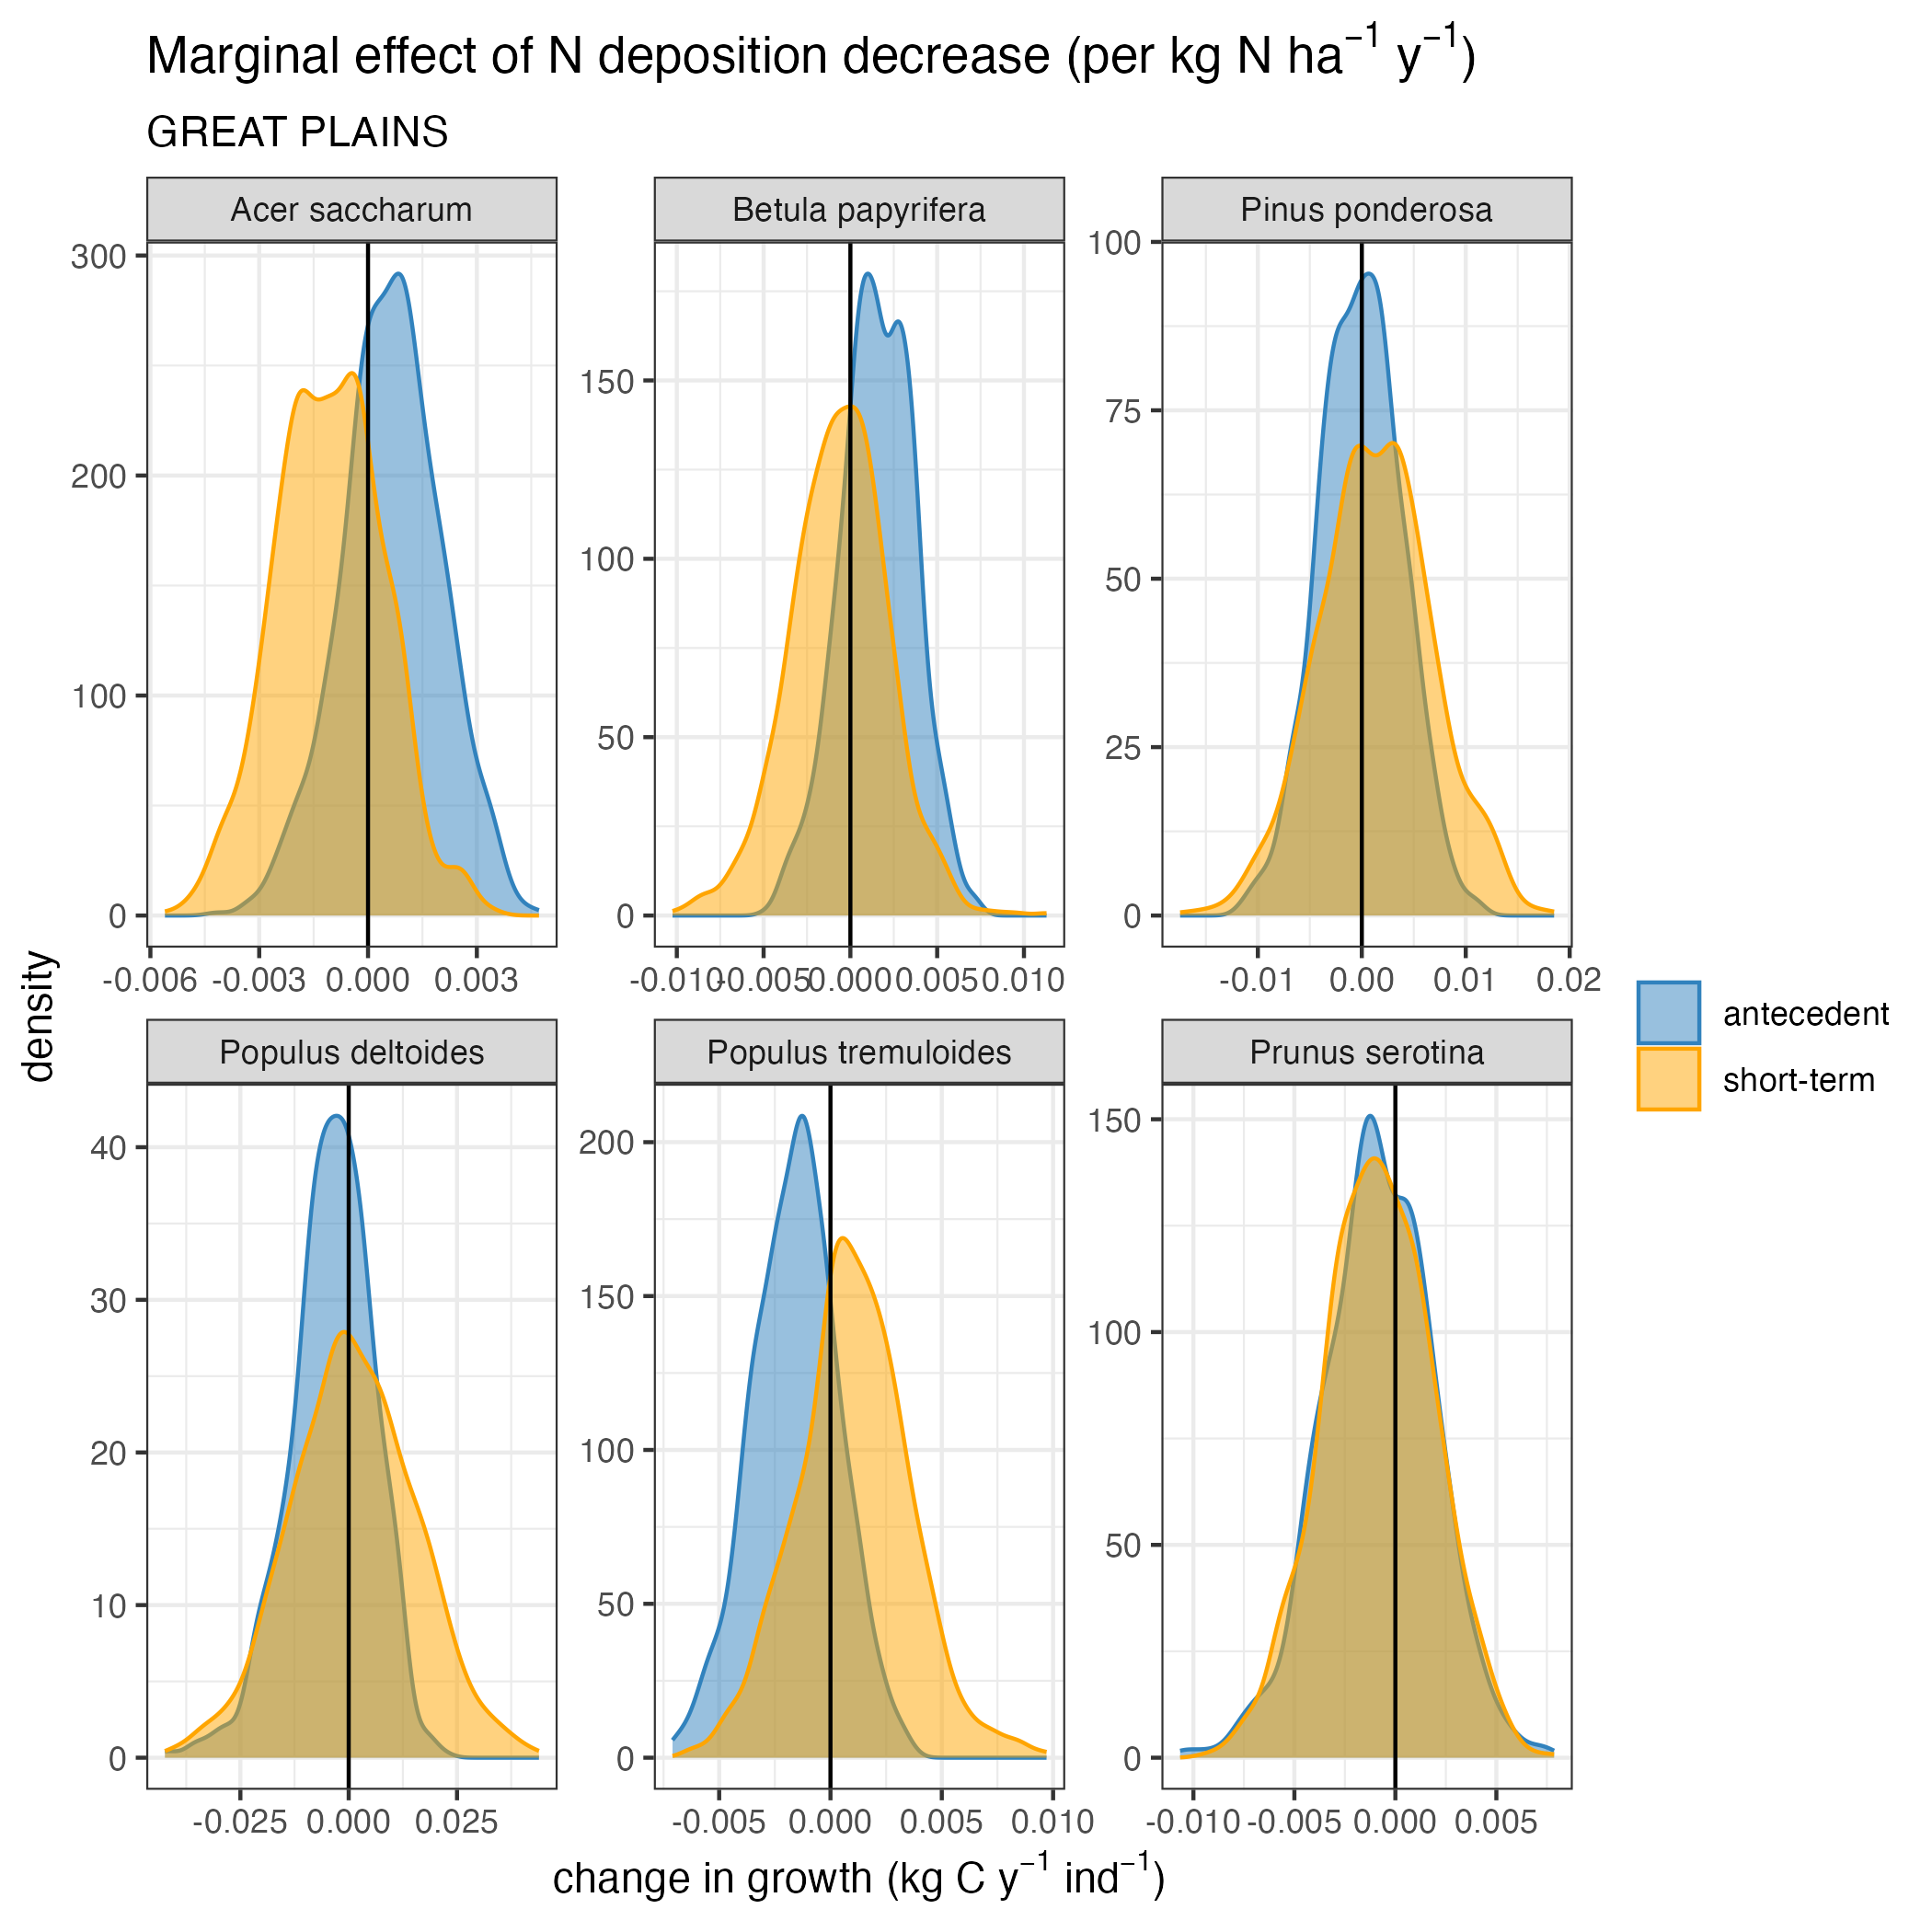 Marginal effect of N deposition decrease (per kg N ha⁻¹ y⁻¹)
GREAT PLAINS
Acer saccharum
Betula papyrifera
Pinus ponderosa
300
200
100
0
150
100
50
0
100
75
50
25
0
-0.006 -0.003 0.000 0.003
-0.010 -0.005 0.000 0.005 0.010
-0.01 0.00 0.01 0.02
density
antecedent
short-term
Populus deltoides
Populus tremuloides
Prunus serotina
40
30
20
10
0
200
150
100
50
0
150
100
50
0
-0.025 0.000 0.025
-0.005 0.000 0.005 0.010
-0.010 -0.005 0.000 0.005
change in growth (kg C y⁻¹ ind⁻¹)